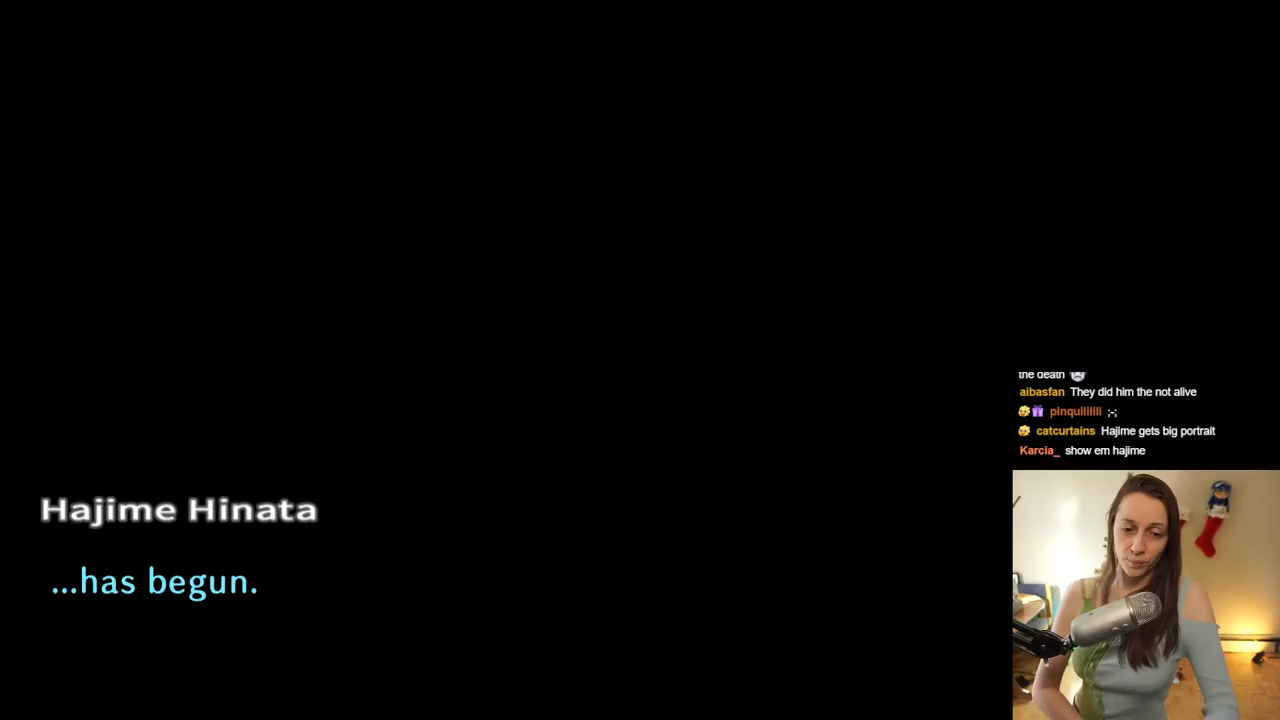 the death
aibasfan They did him the not alive
pinquilililii ;-;
catcurtains Hajime gets big portrait
Karcia_ show em hajime
Hajime Hinata
...has begun.